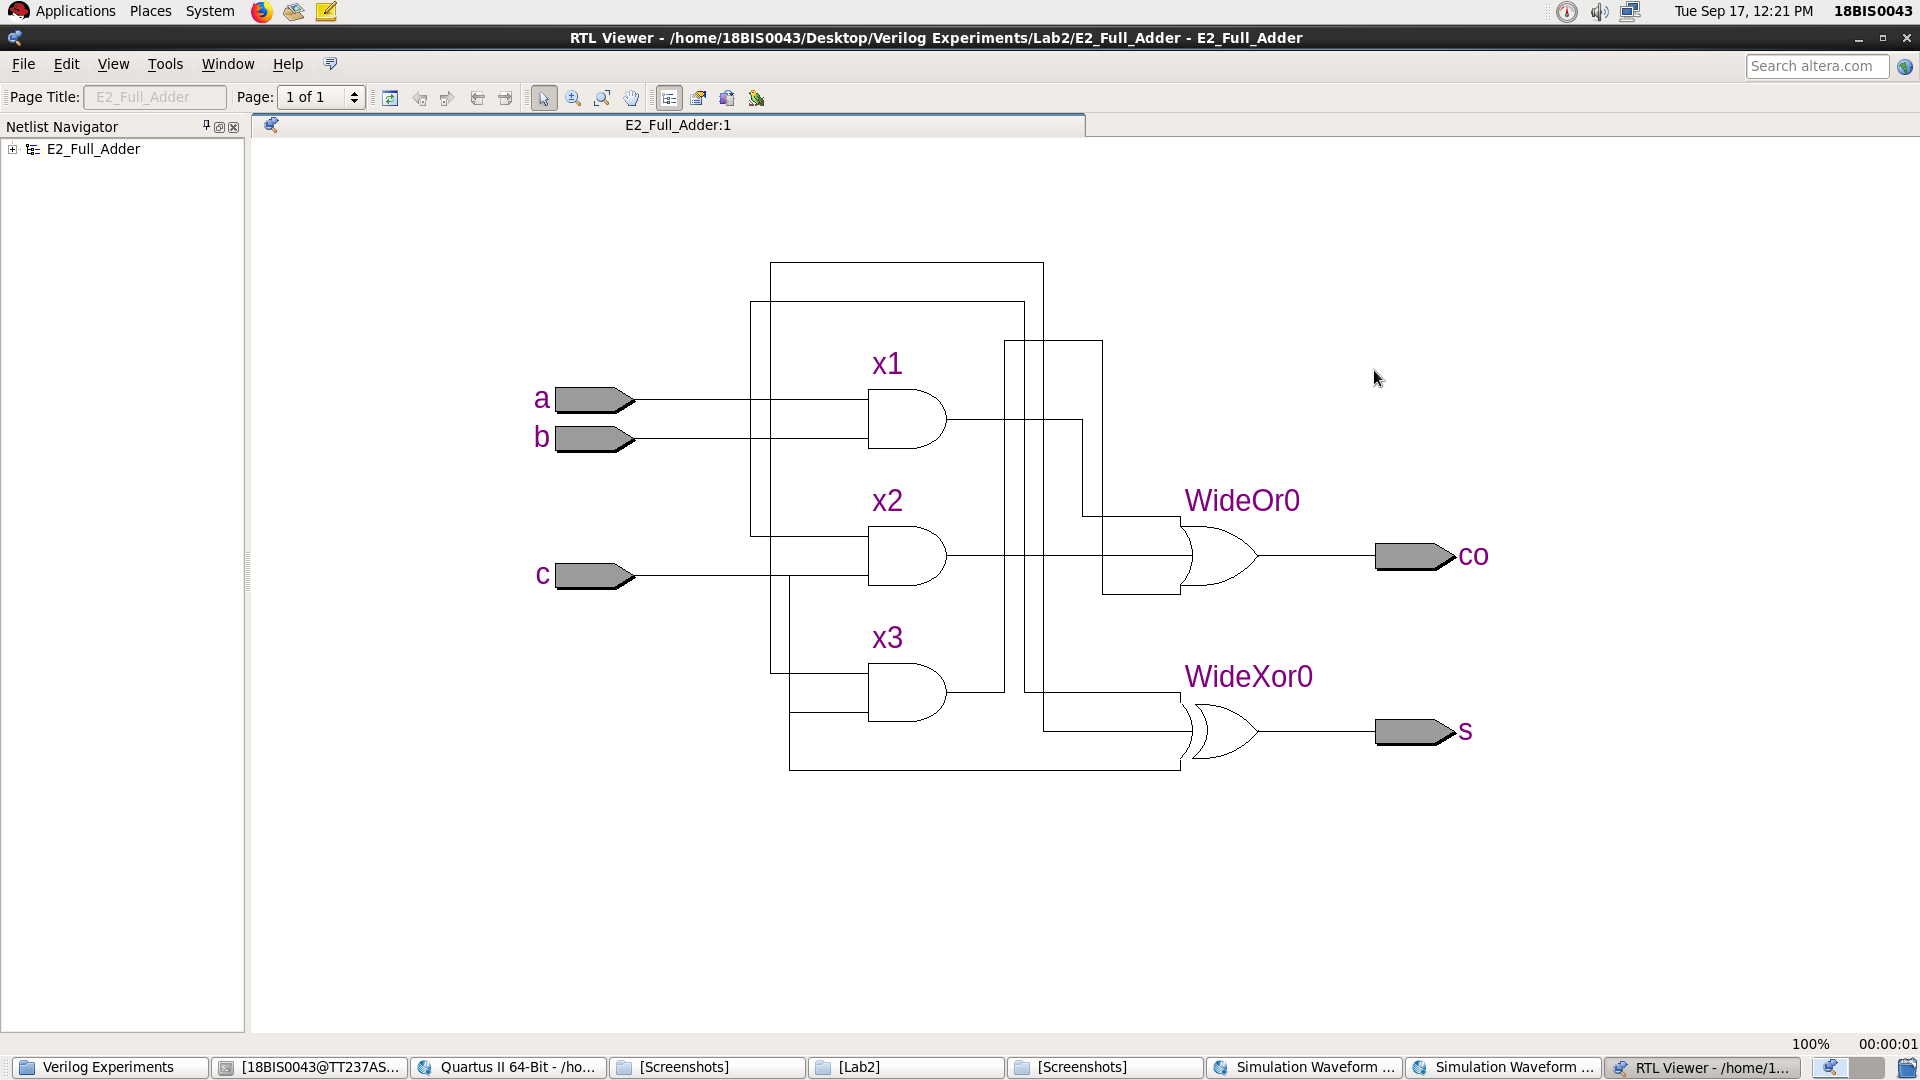 Applications Places System Tue Sep 17, 12:21 PM 18BIS0043
RTL Viewer - /home/18BIS0043/Desktop/Verilog Experiments/Lab2/E2_Full_Adder - E2_Full_Adder
File Edit View Tools Window Help Search altera.com
Page Title: E2_Full_Adder Page: 1 of 1
Netlist Navigator E2_Full_Adder:1
E2_Full_Adder
x1
a
b
x2
WideOr0
co
c
x3
WideXor0
s
100% 00:00:01
Verilog Experiments [18BIS0043@TT237AS... Quartus II 64-Bit - /ho... [Screenshots] [Lab2] [Screenshots] Simulation Waveform ... Simulation Waveform ... RTL Viewer - /home/1...